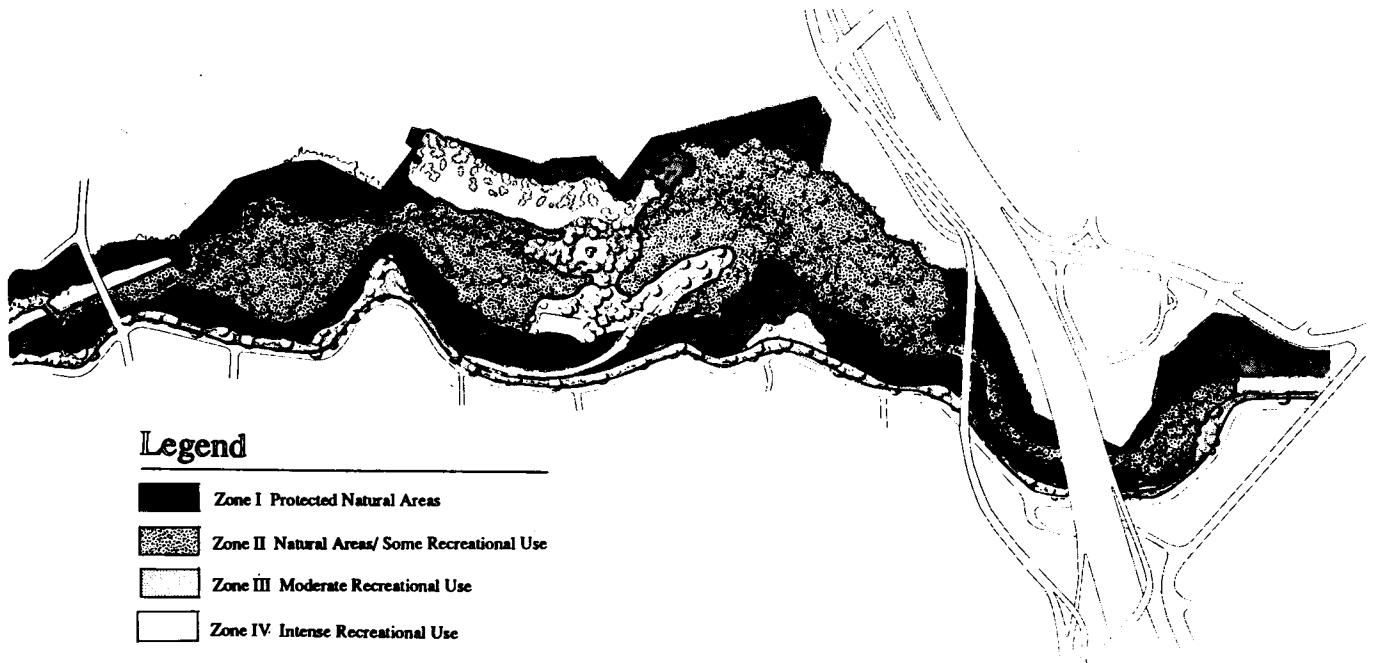 Legend
Zone I Protected Natural Areas
Zone II Natural Areas/ Some Recreational Use
Zone III Moderate Recreational Use
Zone IV Intense Recreational Use